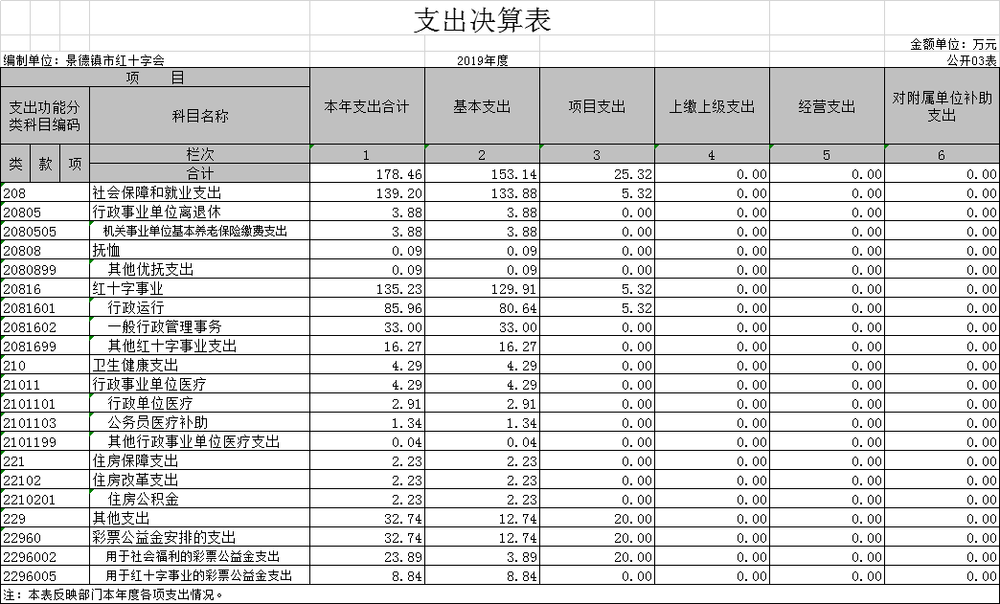 支出决算表
金额单位：万元
编制单位：景德镇市红十字会 2019年度 公开03表
项 目 本年支出合计 基本支出 项目支出 上缴上级支出 经营支出 对附属单位补助支出
支出功能分类科目编码 科目名称
类 款 项 栏次 1 2 3 4 5 6
合计 178.46 153.14 25.32 0.00 0.00 0.00
208 社会保障和就业支出 139.20 133.88 5.32 0.00 0.00 0.00
20805 行政事业单位离退休 3.88 3.88 0.00 0.00 0.00 0.00
2080505 机关事业单位基本养老保险缴费支出 3.88 3.88 0.00 0.00 0.00 0.00
20808 抚恤 0.09 0.09 0.00 0.00 0.00 0.00
2080899 其他优抚支出 0.09 0.09 0.00 0.00 0.00 0.00
20816 红十字事业 135.23 129.91 5.32 0.00 0.00 0.00
2081601 行政运行 85.96 80.64 5.32 0.00 0.00 0.00
2081602 一般行政管理事务 33.00 33.00 0.00 0.00 0.00 0.00
2081699 其他红十字事业支出 16.27 16.27 0.00 0.00 0.00 0.00
210 卫生健康支出 4.29 4.29 0.00 0.00 0.00 0.00
21011 行政事业单位医疗 4.29 4.29 0.00 0.00 0.00 0.00
2101101 行政单位医疗 2.91 2.91 0.00 0.00 0.00 0.00
2101103 公务员医疗补助 1.34 1.34 0.00 0.00 0.00 0.00
2101199 其他行政事业单位医疗支出 0.04 0.04 0.00 0.00 0.00 0.00
221 住房保障支出 2.23 2.23 0.00 0.00 0.00 0.00
22102 住房改革支出 2.23 2.23 0.00 0.00 0.00 0.00
2210201 住房公积金 2.23 2.23 0.00 0.00 0.00 0.00
229 其他支出 32.74 12.74 20.00 0.00 0.00 0.00
22960 彩票公益金安排的支出 32.74 12.74 20.00 0.00 0.00 0.00
2296002 用于社会福利的彩票公益金支出 23.89 3.89 20.00 0.00 0.00 0.00
2296005 用于红十字事业的彩票公益金支出 8.84 8.84 0.00 0.00 0.00 0.00
注：本表反映部门本年度各项支出情况。